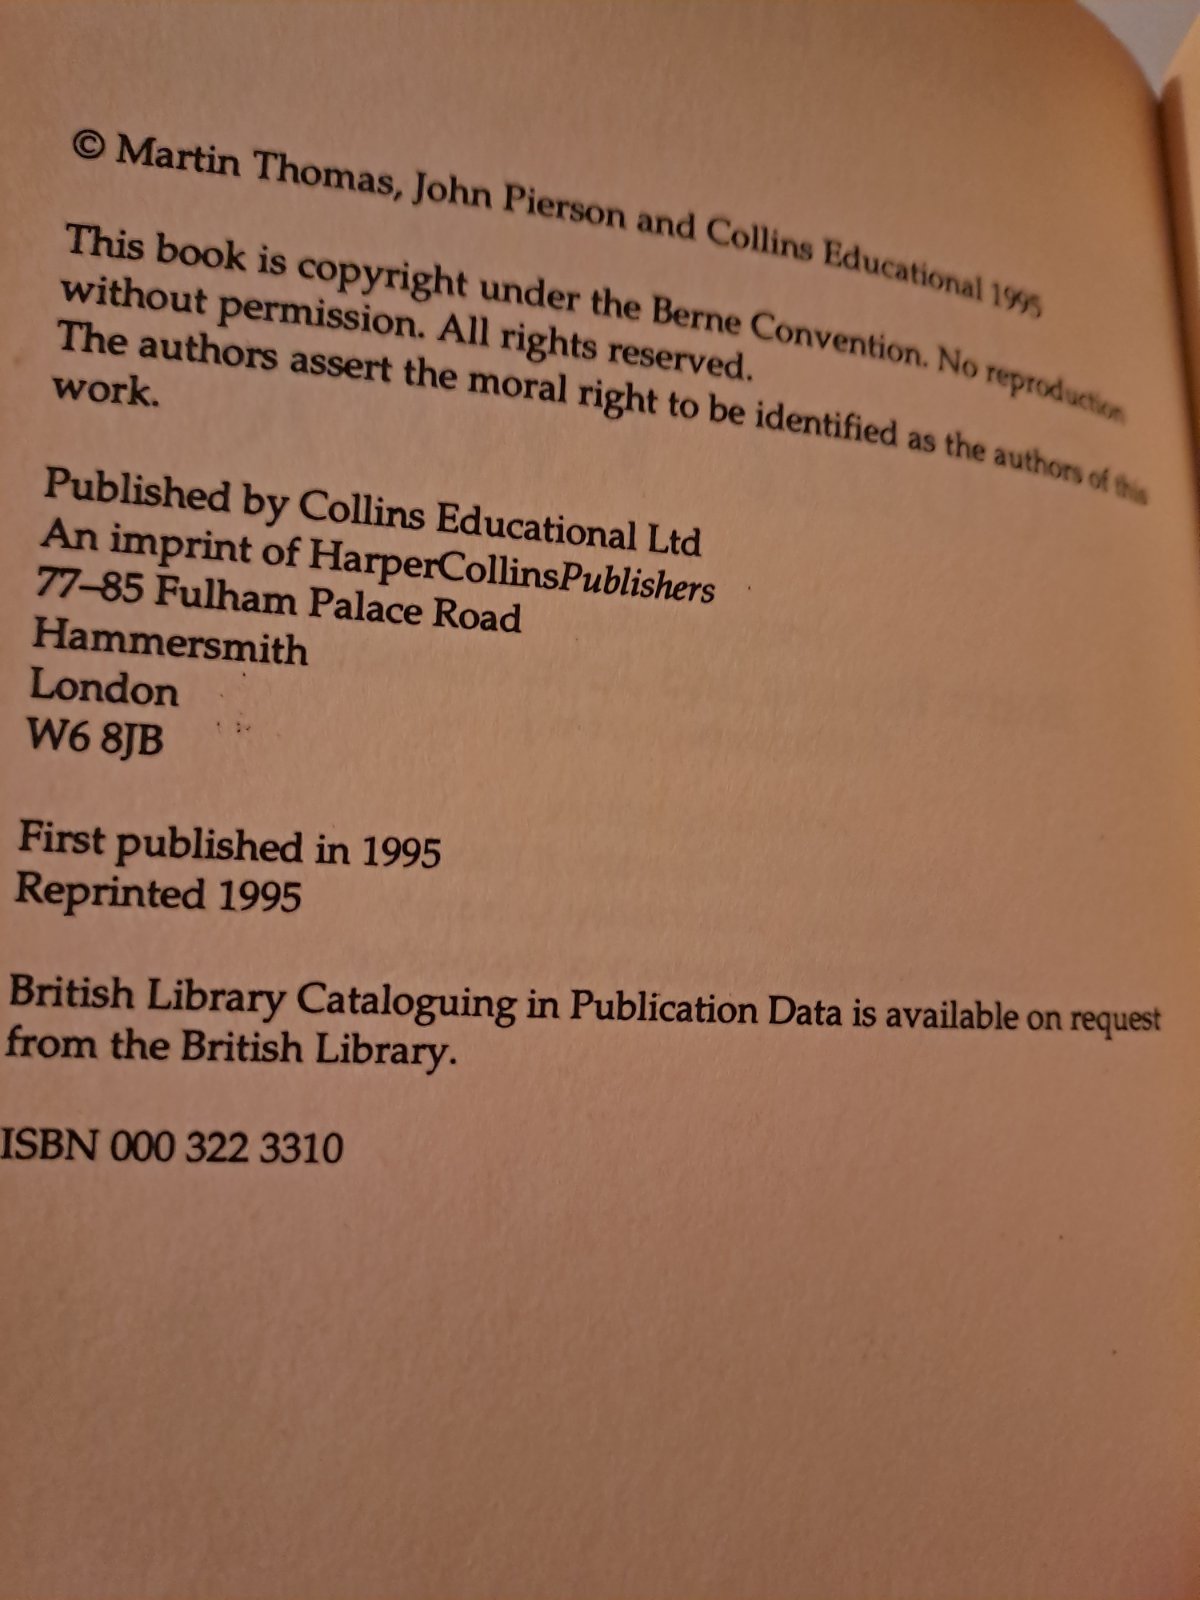 © Martin Thomas, John Pierson and Collins Educational 1995
This book is copyright under the Berne Convention. No reproduction
without permission. All rights reserved.
The authors assert the moral right to be identified as the authors of this
work.
Published by Collins Educational Ltd
An imprint of HarperCollinsPublishers
77–85 Fulham Palace Road
Hammersmith
London
W6 8JB
First published in 1995
Reprinted 1995
British Library Cataloguing in Publication Data is available on request
from the British Library.
ISBN 000 322 3310